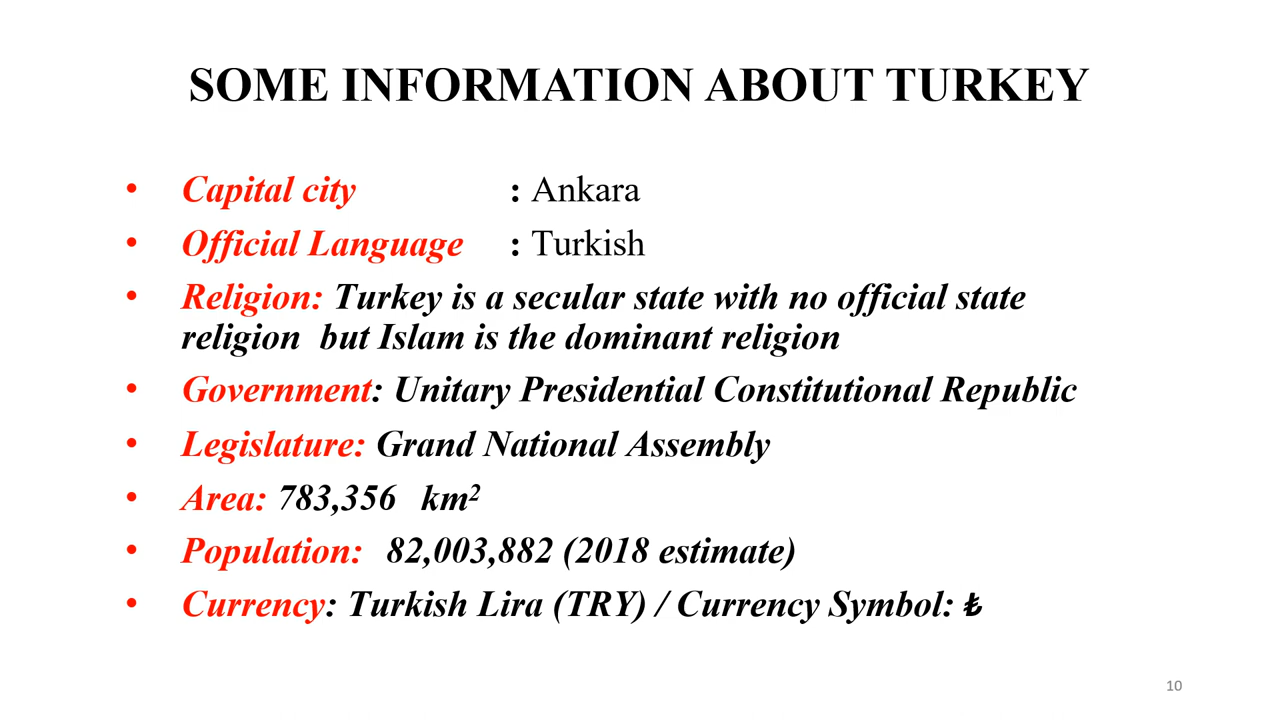 SOME INFORMATION ABOUT TURKEY
• Capital city : Ankara
• Official Language : Turkish
• Religion: Turkey is a secular state with no official state
religion but Islam is the dominant religion
• Government: Unitary Presidential Constitutional Republic
• Legislature: Grand National Assembly
• Area: 783,356 km²
• Population: 82,003,882 (2018 estimate)
• Currency: Turkish Lira (TRY) / Currency Symbol: ₺
10